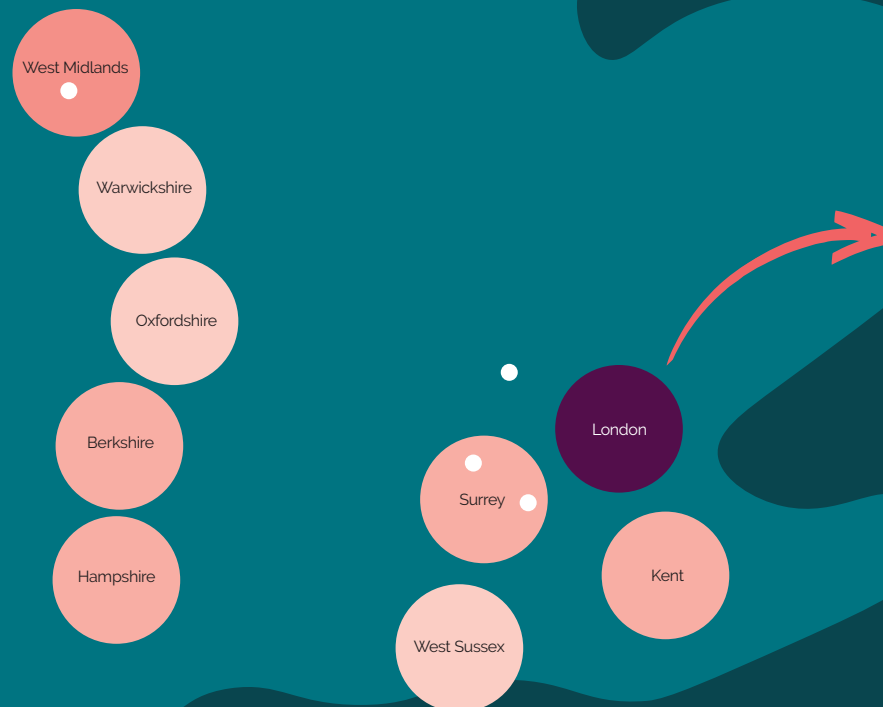 West Midlands
Warwickshire
Oxfordshire
London
Berkshire
Surrey
Kent
Hampshire
West Sussex